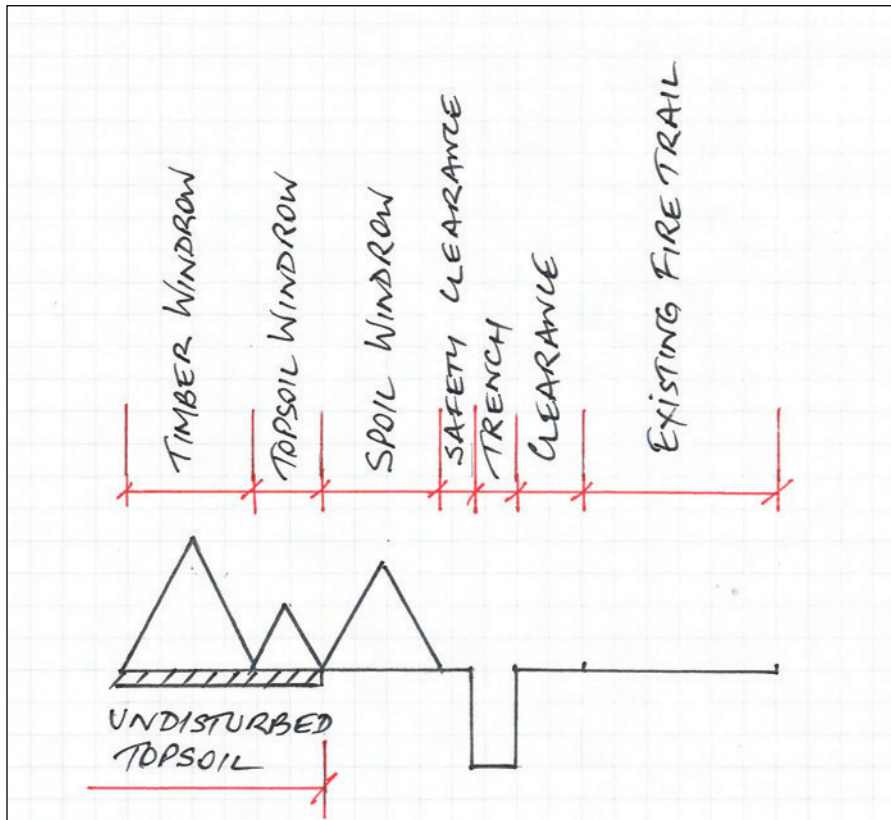 TIMBER WINDROW
TOPSOIL WINDROW
SPOIL WINDROW
SAFETY CLEARANCE
TRENCH
CLEARANCE
EXISTING FIRE TRAIL
UNDISTURBED
TOPSOIL